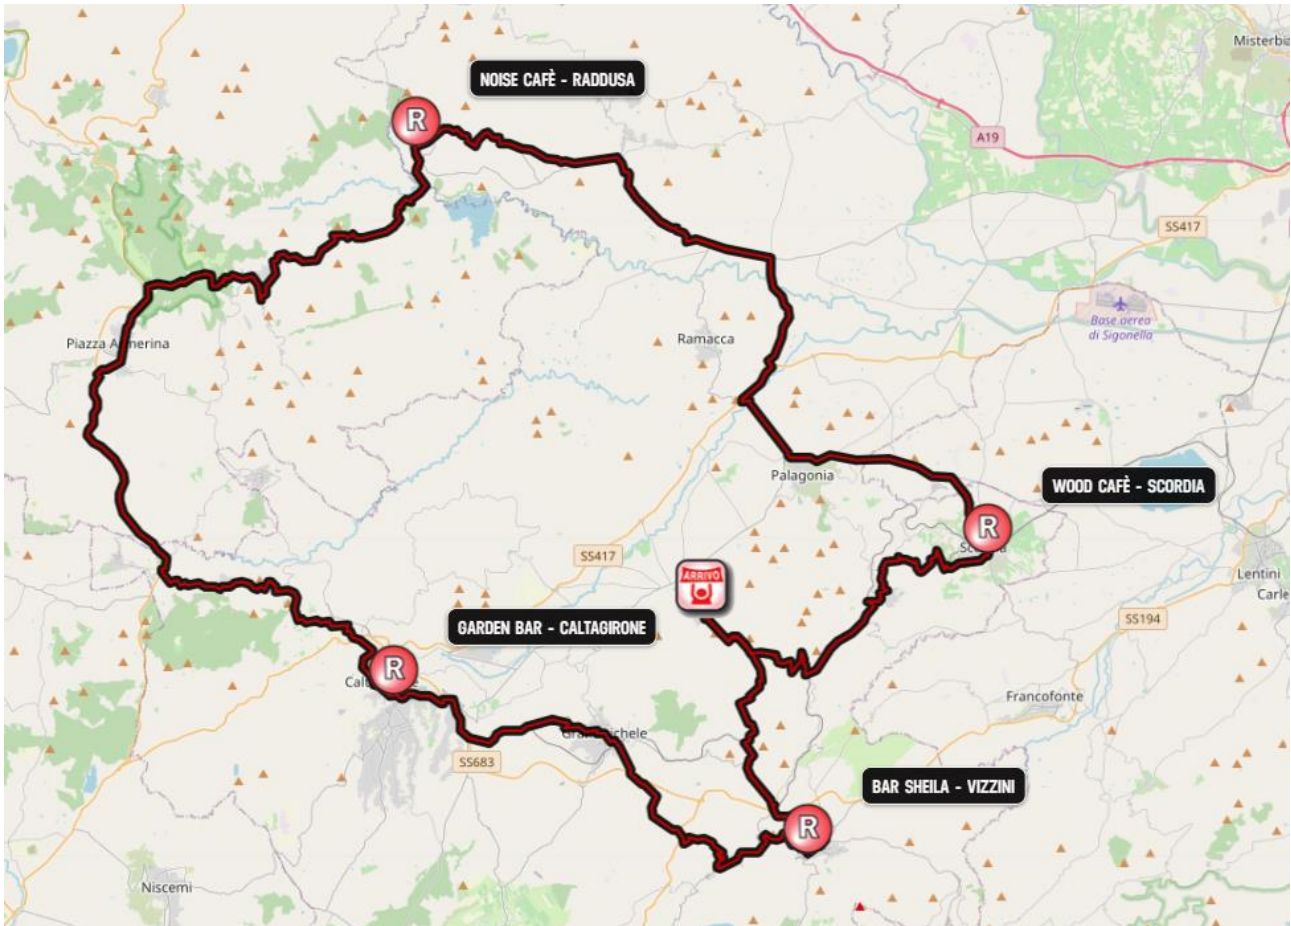 Misterbi
NOISE CAFÈ - RADDUSA
R
A19
SS417
Base aerea
di Sigonella
Piazza Armerina
Ramacca
Palagonia
WOOD CAFÈ - SCORDIA
R
SS417
ARRIVO
Lentini
Carle
GARDEN BAR - CALTAGIRONE
SS194
R
Francofonte
SS683
BAR SHEILA - VIZZINI
R
Niscemi